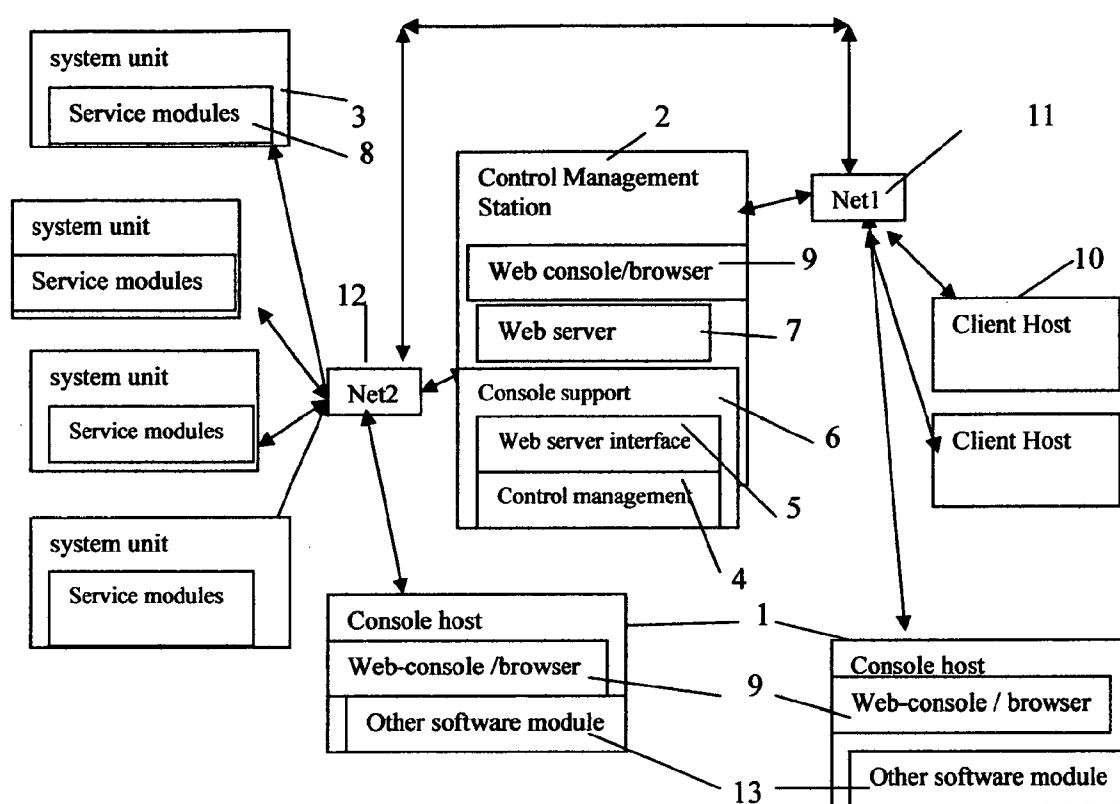 system unit
Service modules
3
8
system unit
Service modules
system unit
Service modules
system unit
Service modules
12
Net2
2
Control Management
Station
Web console/browser
9
Web server
7
Console support
6
Web server interface
5
Control management
4
11
Net1
10
Client Host
Client Host
Console host
Web-console /browser
Other software module
1
9
13
Console host
Web-console / browser
Other software module